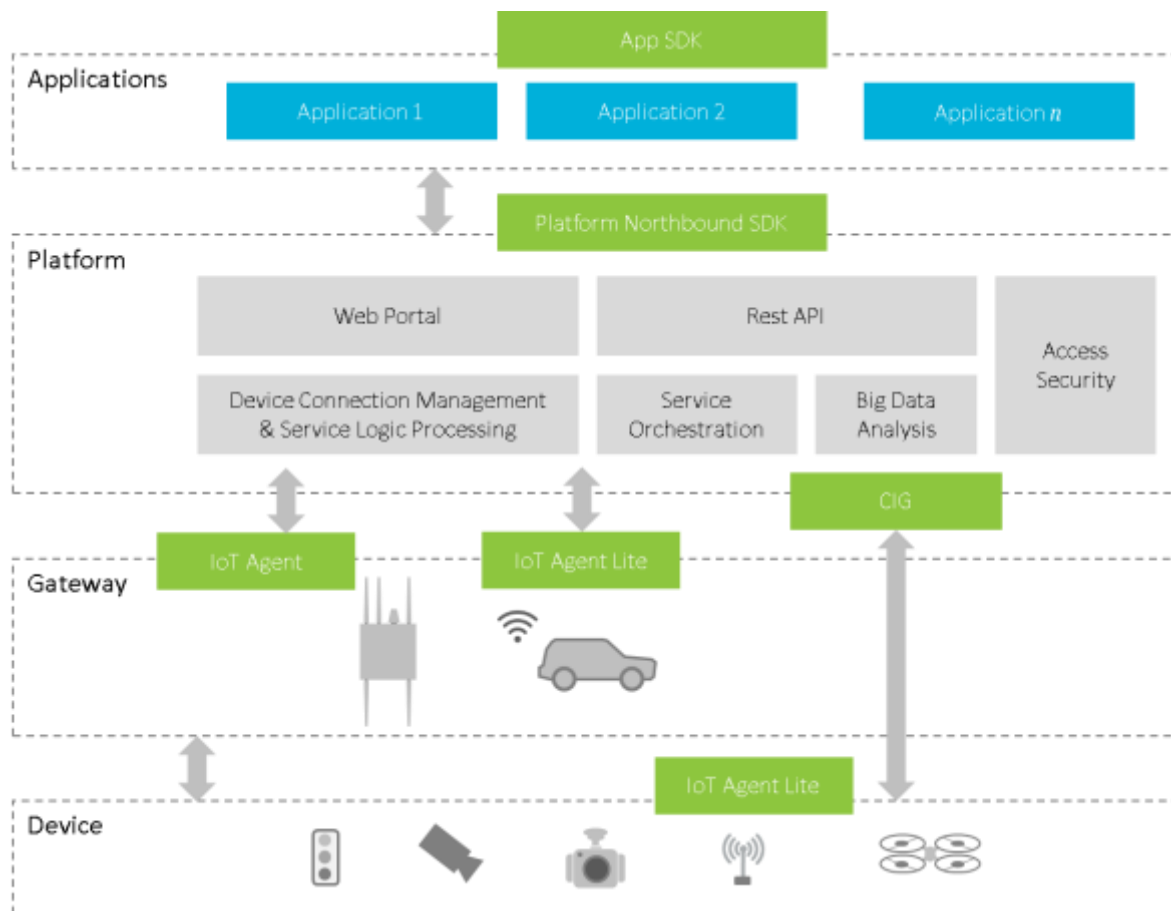 App SDK
Applications
Application 1
Application 2
Application n
Platform Northbound SDK
Platform
Web Portal
Rest API
Access
Security
Device Connection Management
& Service Logic Processing
Service
Orchestration
Big Data
Analysis
CIG
IoT Agent
IoT Agent Lite
Gateway
IoT Agent Lite
Device